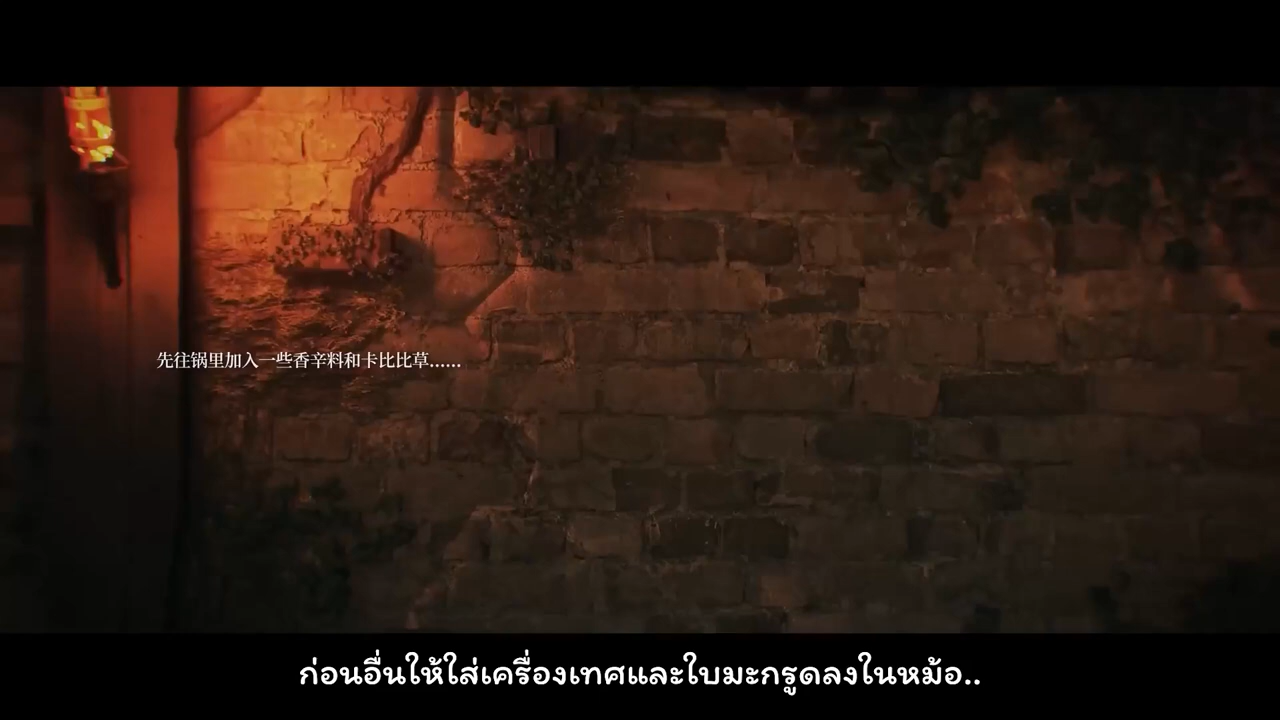 先往锅里加入一些香辛料和卡比比草......
ก่อนอื่นให้ใส่เครื่องเทศและใบมะกรูดลงในหม้อ..